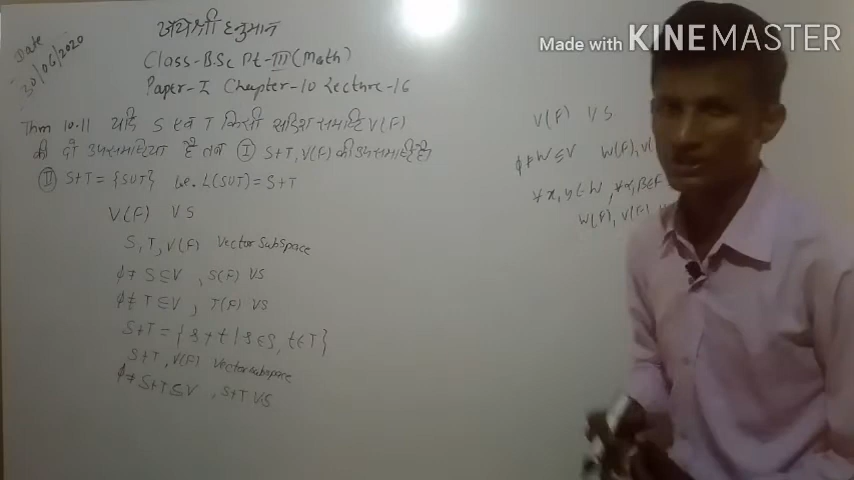 Made with KINEMASTER
Date
30/06/2020
जयश्री हनुमान
Class-B.Sc Pt-III (Math)
Paper-I Chapter-10 Lecture-16
Thm 10.11 यदि S एवं T किसी सदिश समष्टि V(F)
की दो उपसमष्टियां है तब Ⓘ S+T, V(F) की उपसमष्टि है।
Ⓘⓘ S+T = {SUT} i.e. L(SUT) = S+T
V(F) VS
S, T, V(F) Vector Subspace
ϕ ≠ S ⊆ V , S(F) VS
ϕ ≠ T ⊆ V , T(F) VS
S+T = { s + t | s ∈ S, t ∈ T }
S+T, V(F) Vector subspace
ϕ ≠ S+T ⊆ V , S+T VS
V(F) VS
ϕ ≠ W ⊆ V W(F),
∀ x, y ∈ W , ∀ α, β ∈ F
W(F), V(F)